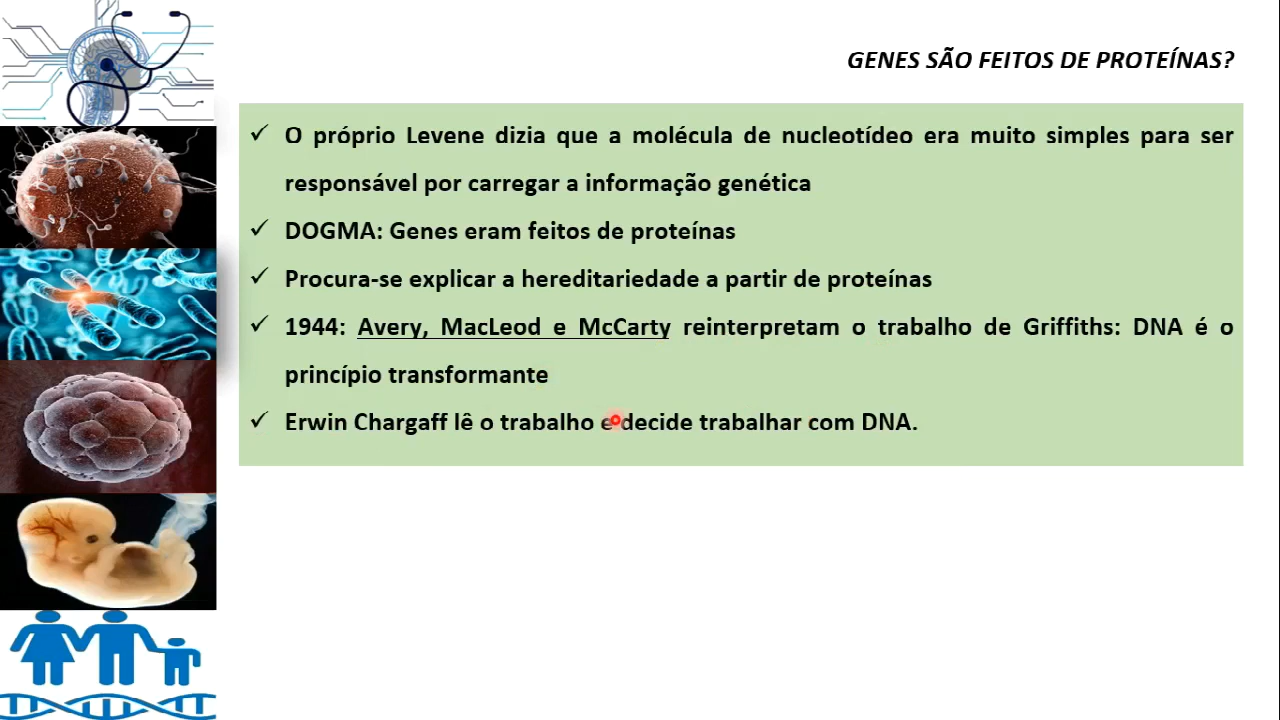 GENES SÃO FEITOS DE PROTEÍNAS?
✓ O próprio Levene dizia que a molécula de nucleotídeo era muito simples para ser
responsável por carregar a informação genética
✓ DOGMA: Genes eram feitos de proteínas
✓ Procura-se explicar a hereditariedade a partir de proteínas
✓ 1944: Avery, MacLeod e McCarty reinterpretam o trabalho de Griffiths: DNA é o
princípio transformante
✓ Erwin Chargaff lê o trabalho e decide trabalhar com DNA.